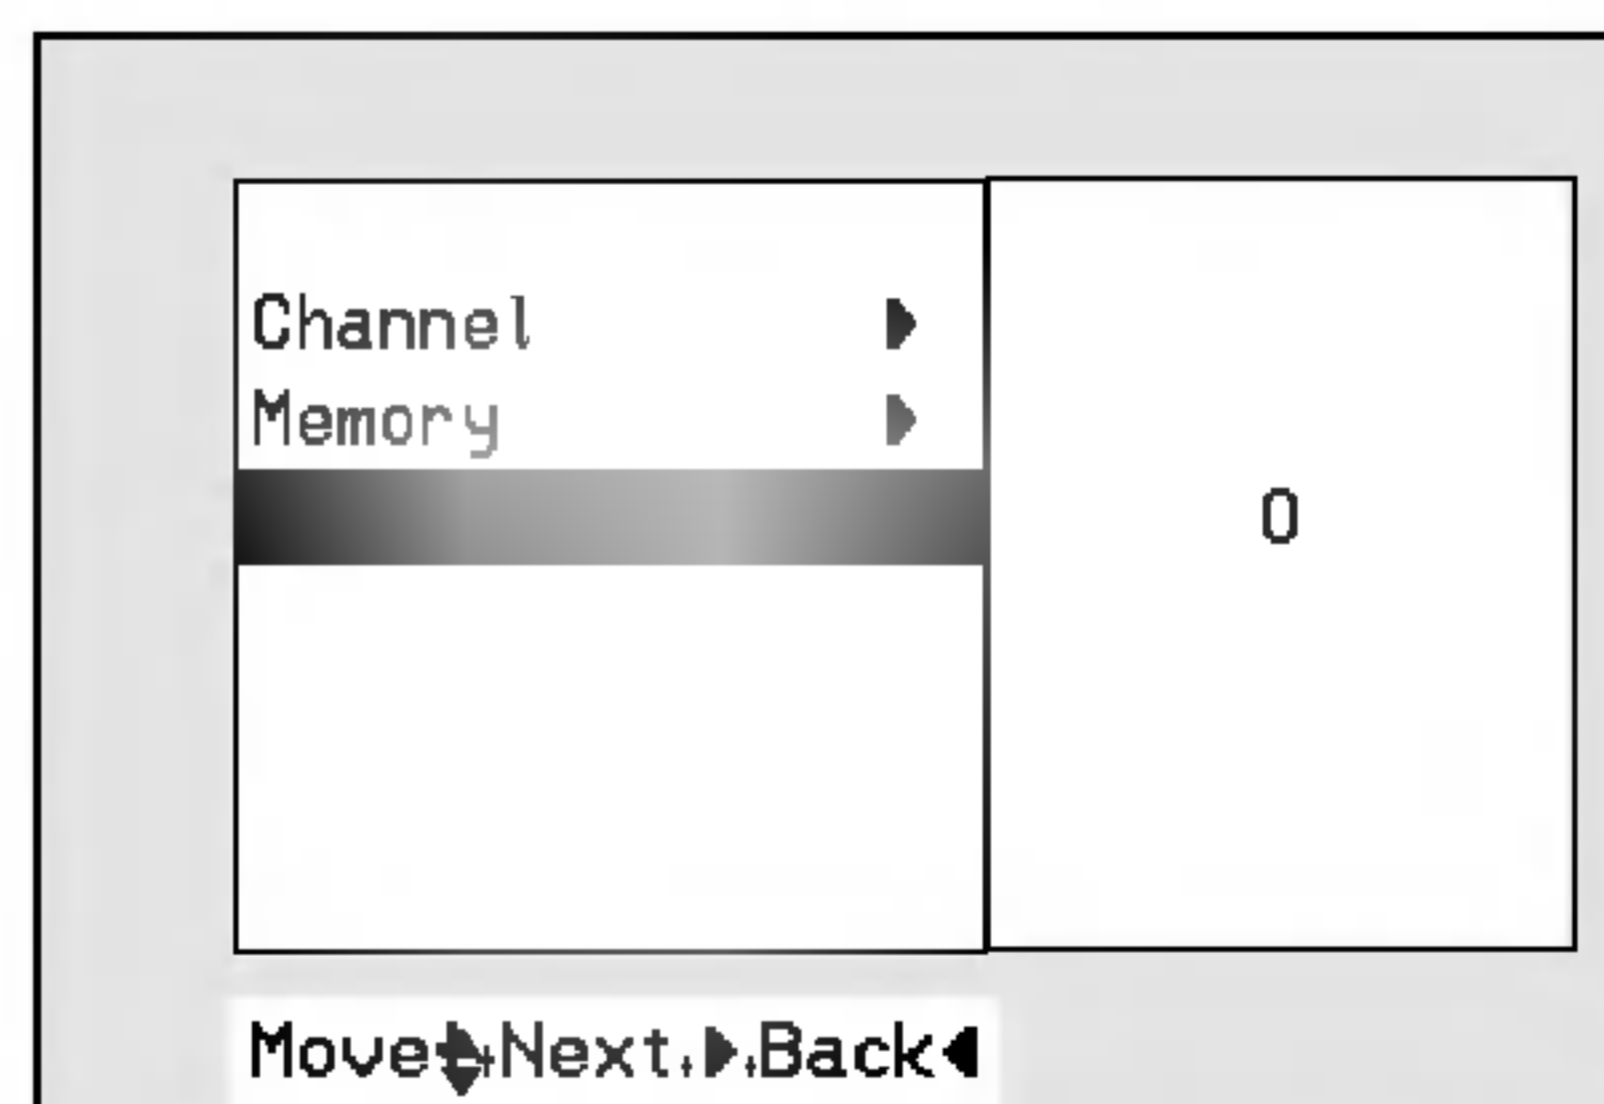 Channel ▶
Memory ▶
0
Move◆Next▶Back◀